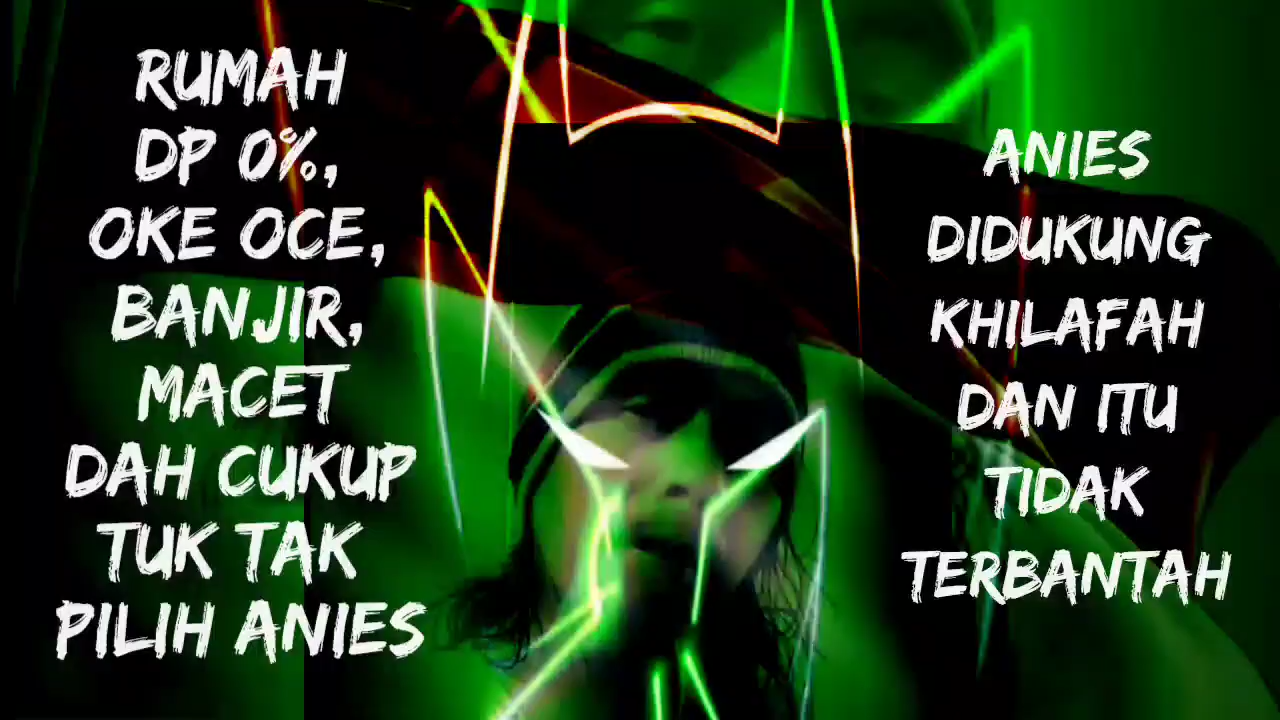 RUMAH
DP 0%,
OKE OCE,
BANJIR,
MACET
DAH CUKUP
TUK TAK
PILIH ANIES
ANIES
DIDUKUNG
KHILAFAH
DAN ITU
TIDAK
TERBANTAH